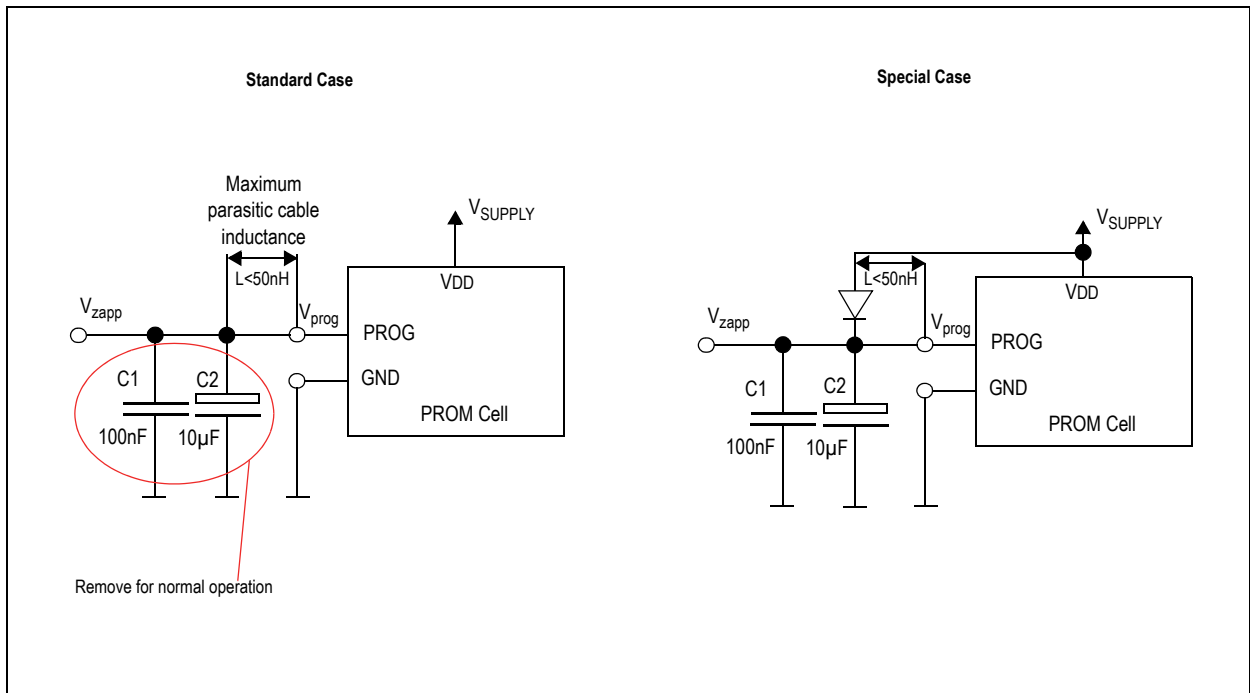 Standard Case
Maximum
parasitic cable
inductance
L<50nH
VSUPPLY
VDD
Vzapp
Vprog
PROG
GND
PROM Cell
C1
C2
100nF
10µF
Remove for normal operation
Special Case
VSUPPLY
L<50nH
VDD
Vzapp
Vprog
PROG
GND
PROM Cell
C1
C2
100nF
10µF